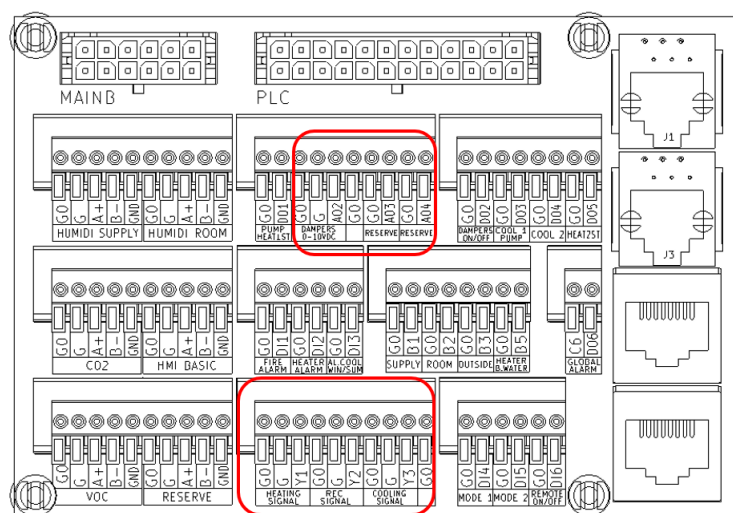 MAINB PLC
J1
G0 G A+ B- GND G0 G A+ B- GND G0 DO1 G0 G AO2 G0 G0 AO3 G0 AO4 G0 DO2 G0 DO3 G0 DO4 G0 DO5
HUMIDI SUPPLY HUMIDI ROOM PUMP HEAT1ST DAMPERS 0-10VDC RESERVE RESERVE DAMPERS ON/OFF COOL 1 PUMP COOL 2 HEAT2ST
J3
G0 G A+ B- GND G0 G A+ B- GND G0 DI1 G0 DI2 G0 DI3 G0 B1 G0 B2 G0 B3 G0 B5 C6 DO6
CO2 HMI BASIC FIRE ALARM HEATER ALARM AL.COOL WIN/SUM SUPPLY ROOM OUTSIDE HEATER B.WATER GLOBAL ALARM
G0 G A+ B- GND G0 G A+ B- GND G0 G Y1 G0 G Y2 G0 G Y3 G0 G0 DI4 G0 DI5 G0 DI6
VOC RESERVE HEATING SIGNAL REC SIGNAL COOLING SIGNAL MODE 1 MODE 2 REMOTE ON/OFF